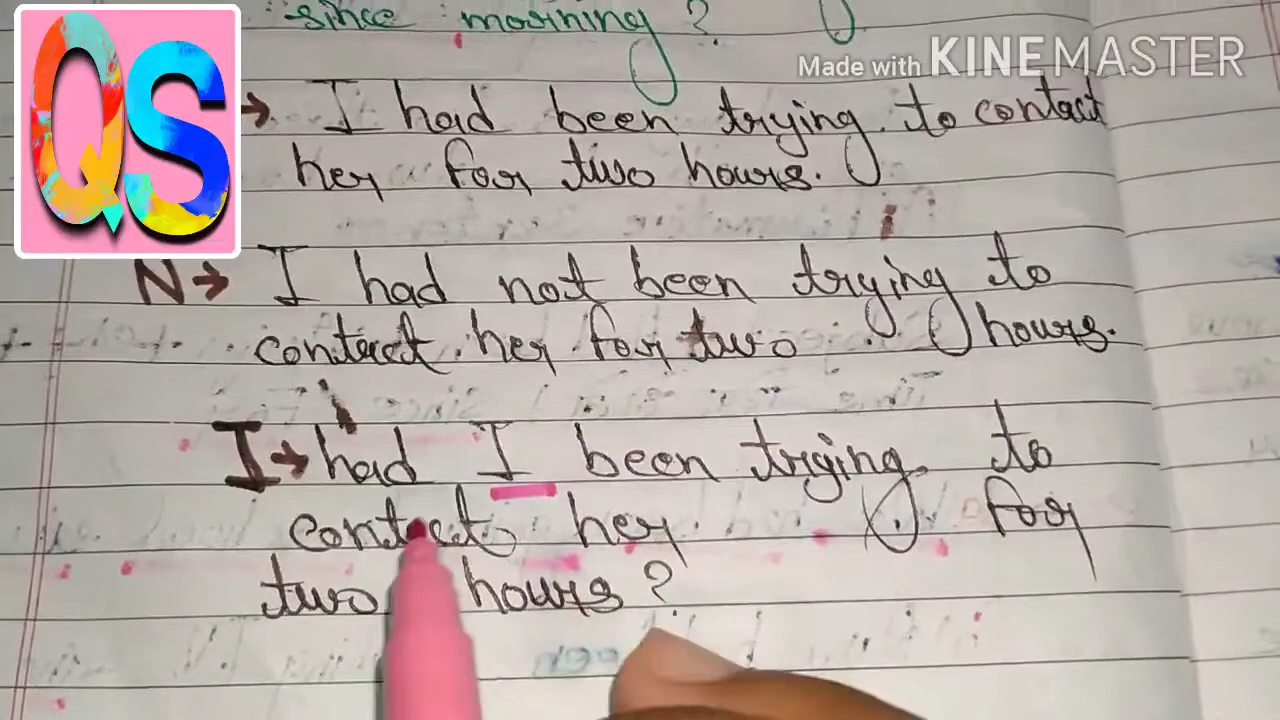 since morning?
QS
Made with KINEMASTER
→ I had been trying to contact
her for two hours.
N→ I had not been trying to
contact her for two hours.
I→ had I been trying to
contact her for
two hours?